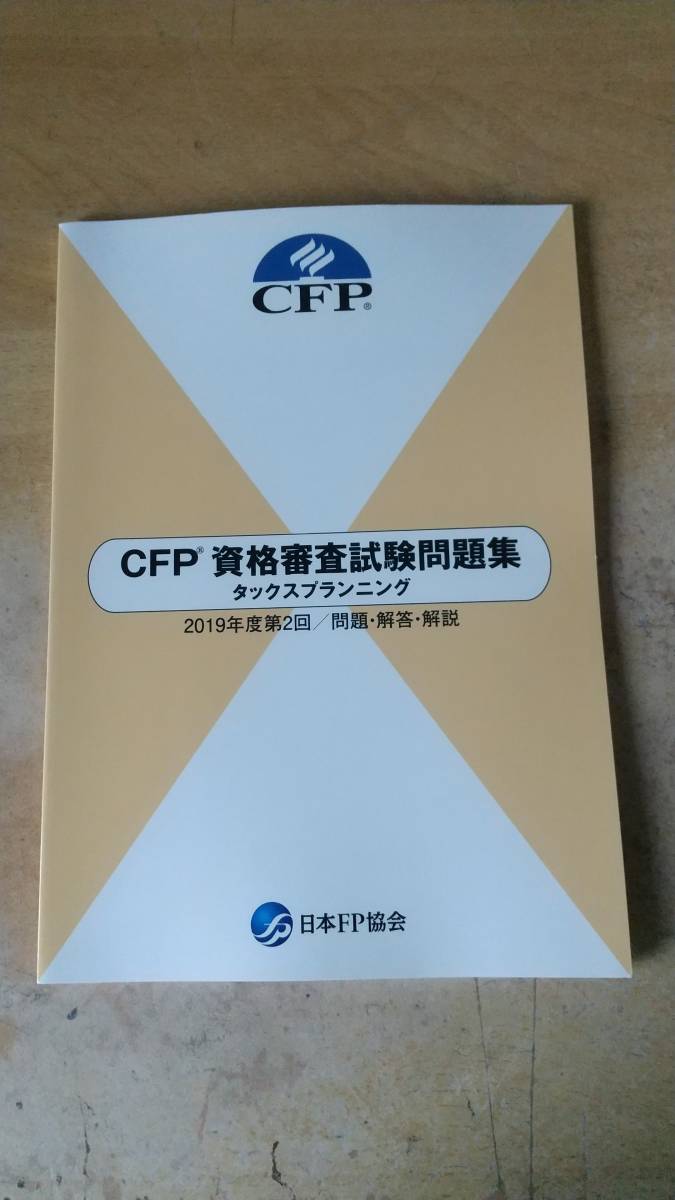 CFP®
CFP® 資格審査試験問題集
タックスプランニング
2019年度第2回／問題・解答・解説
日本FP協会